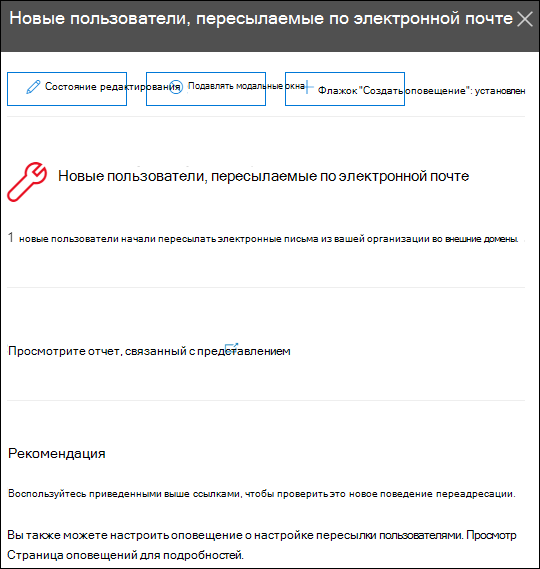 Новые пользователи, пересылаемые по электронной почте
Состояние редактирования
Подавлять модальные окна
Флажок "Создать оповещение": установлен
Новые пользователи, пересылаемые по электронной почте
1 новые пользователи начали пересылать электронные письма из вашей организации во внешние домены.
Просмотрите отчет, связанный с представлением
Рекомендация
Воспользуйтесь приведенными выше ссылками, чтобы проверить это новое поведение переадресации.
Вы также можете настроить оповещение о настройке пересылки пользователями. Просмотр
Страница оповещений для подробностей.